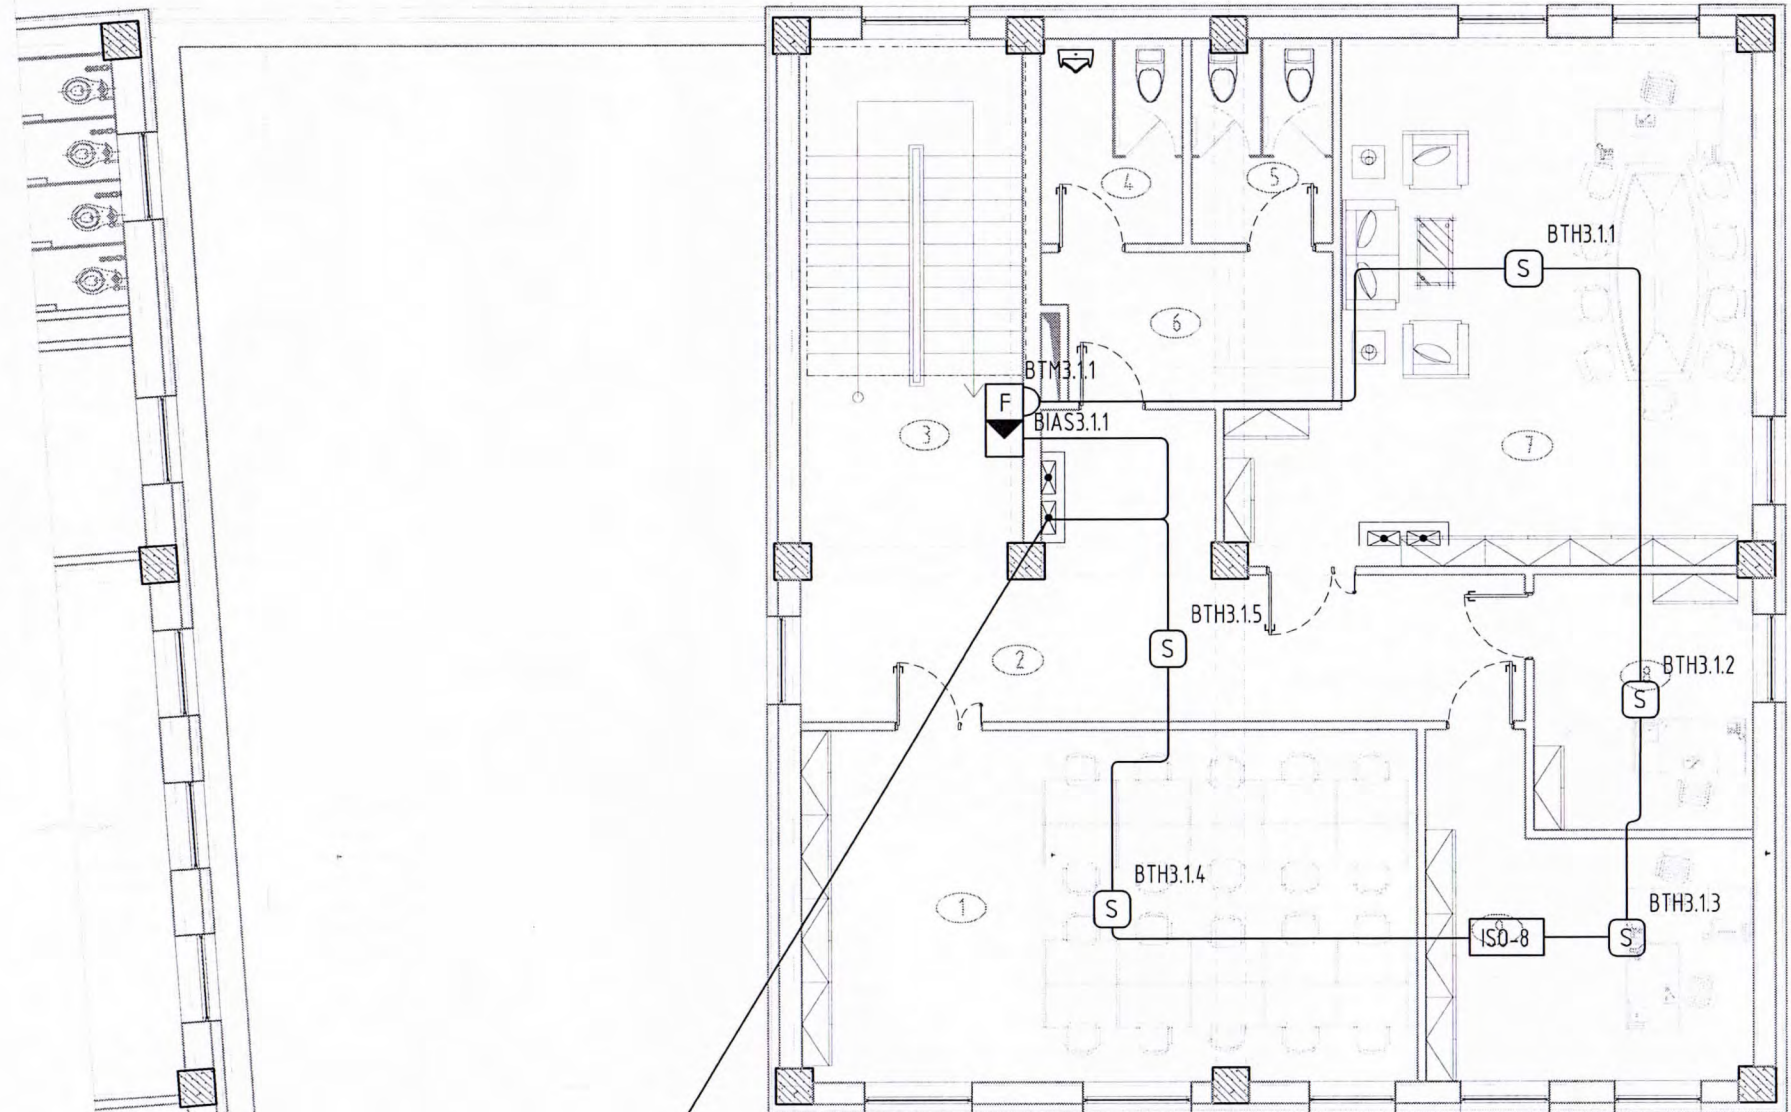 4
5
BTH3.1.1
S
6
BTM3.1.1
F
BIAS3.1.1
3
7
BTH3.1.5
S
2
BTH3.1.2
S
BTH3.1.4
S
1
BTH3.1.3
S
ISO-8